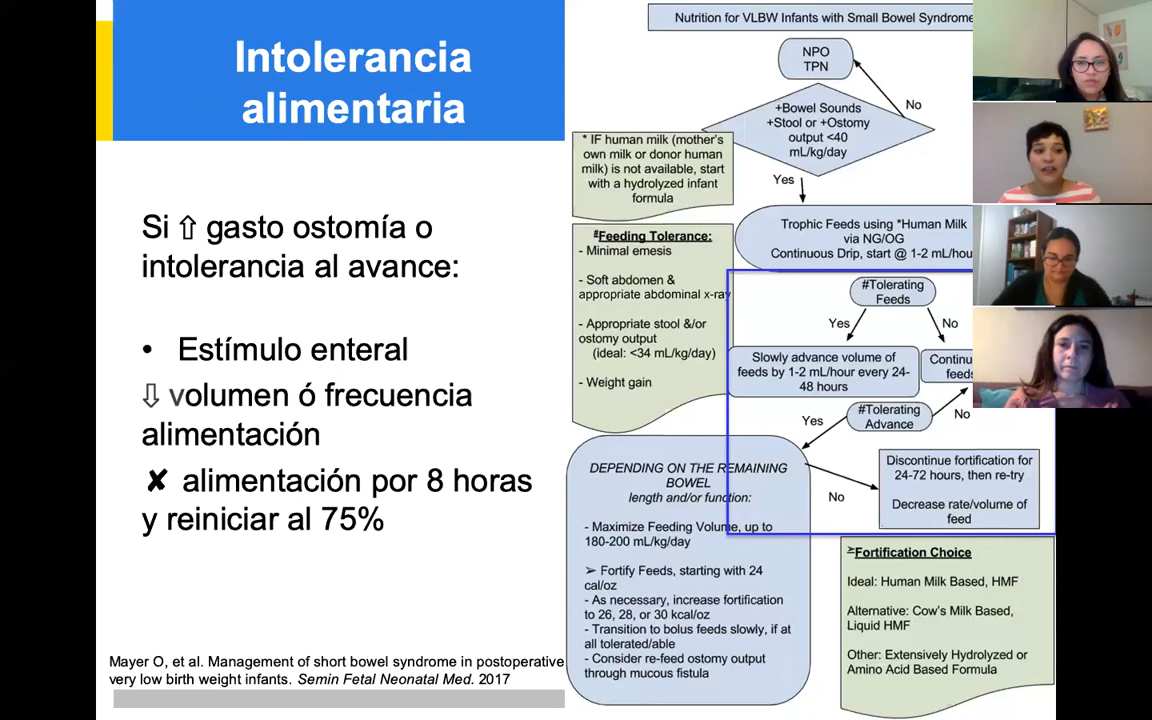 Intolerancia
alimentaria
Si ⇧ gasto ostomía o
intolerancia al avance:
• Estímulo enteral
⇩ volumen ó frecuencia
alimentación
✘ alimentación por 8 horas
y reiniciar al 75%
Mayer O, et al. Management of short bowel syndrome in postoperative
very low birth weight infants. Semin Fetal Neonatal Med. 2017
Nutrition for VLBW Infants with Small Bowel Syndrome
NPO
TPN
No
+Bowel Sounds
+Stool or +Ostomy
output <40
mL/kg/day
Yes
* IF human milk (mother's
own milk or donor human
milk) is not available, start
with a hydrolyzed infant
formula
Trophic Feeds using *Human Milk
via NG/OG
Continuous Drip, start @ 1-2 mL/hour
#Feeding Tolerance:
- Minimal emesis
- Soft abdomen &
appropriate abdominal x-ray
- Appropriate stool &/or
ostomy output
(ideal: <34 mL/kg/day)
- Weight gain
#Tolerating
Feeds
Yes
No
Slowly advance volume of
feeds by 1-2 mL/hour every 24-
48 hours
feeds
#Tolerating
Advance
Yes
No
DEPENDING ON THE REMAINING
BOWEL
length and/or function:
- Maximize Feeding Volume, up to
180-200 mL/kg/day
➢ Fortify Feeds, starting with 24
cal/oz
- As necessary, increase fortification
to 26, 28, or 30 kcal/oz
- Transition to bolus feeds slowly, if at
all tolerated/able
- Consider re-feed ostomy output
through mucous fistula
No
Discontinue fortification for
24-72 hours, then re-try
Decrease rate/volume of
feed
➢Fortification Choice
Ideal: Human Milk Based, HMF
Alternative: Cow's Milk Based,
Liquid HMF
Other: Extensively Hydrolyzed or
Amino Acid Based Formula